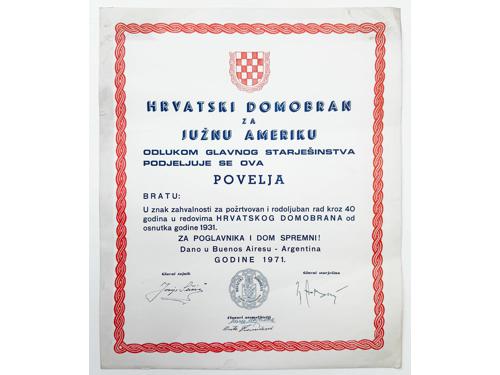 HRVATSKI DOMOBRAN
ZA
JUŽNU AMERIKU
ODLUKOM GLAVNOG STARJEŠINSTVA
PODJELJUJE SE OVA
POVELJA
BRATU:
U znak zahvalnosti za požrtvovan i rodoljuban rad kroz 40
godina u redovima HRVATSKOG DOMOBRANA od
osnutka godine 1931.
ZA POGLAVNIKA I DOM SPREMNI!
Dano u Buenos Airesu - Argentina
GODINE 1971.
Glavni tajnik
Glavni starješina